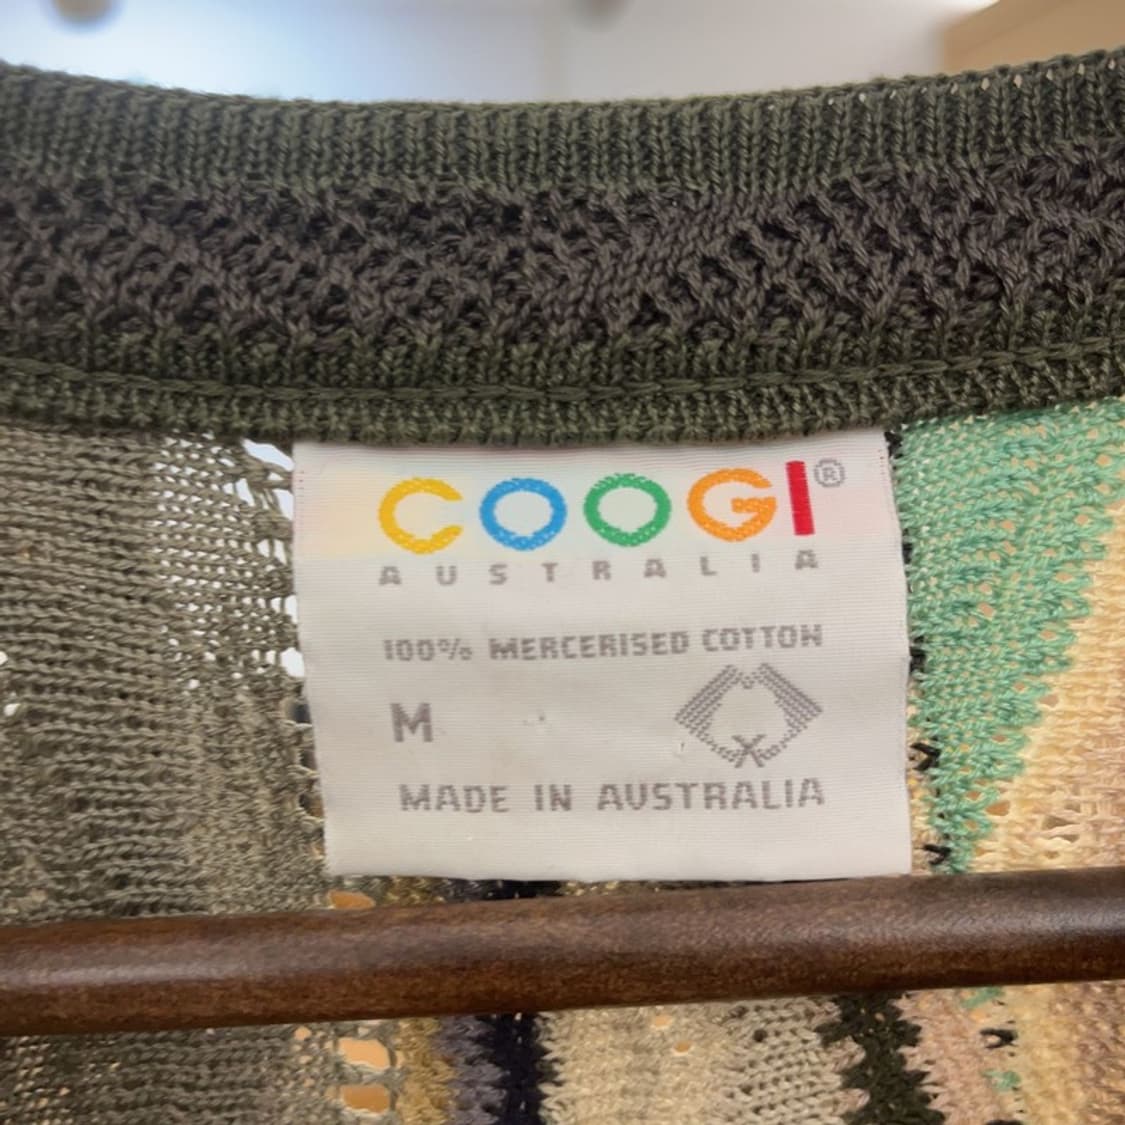 COOGI®
AUSTRALIA
100% MERCERISED COTTON
M
MADE IN AUSTRALIA